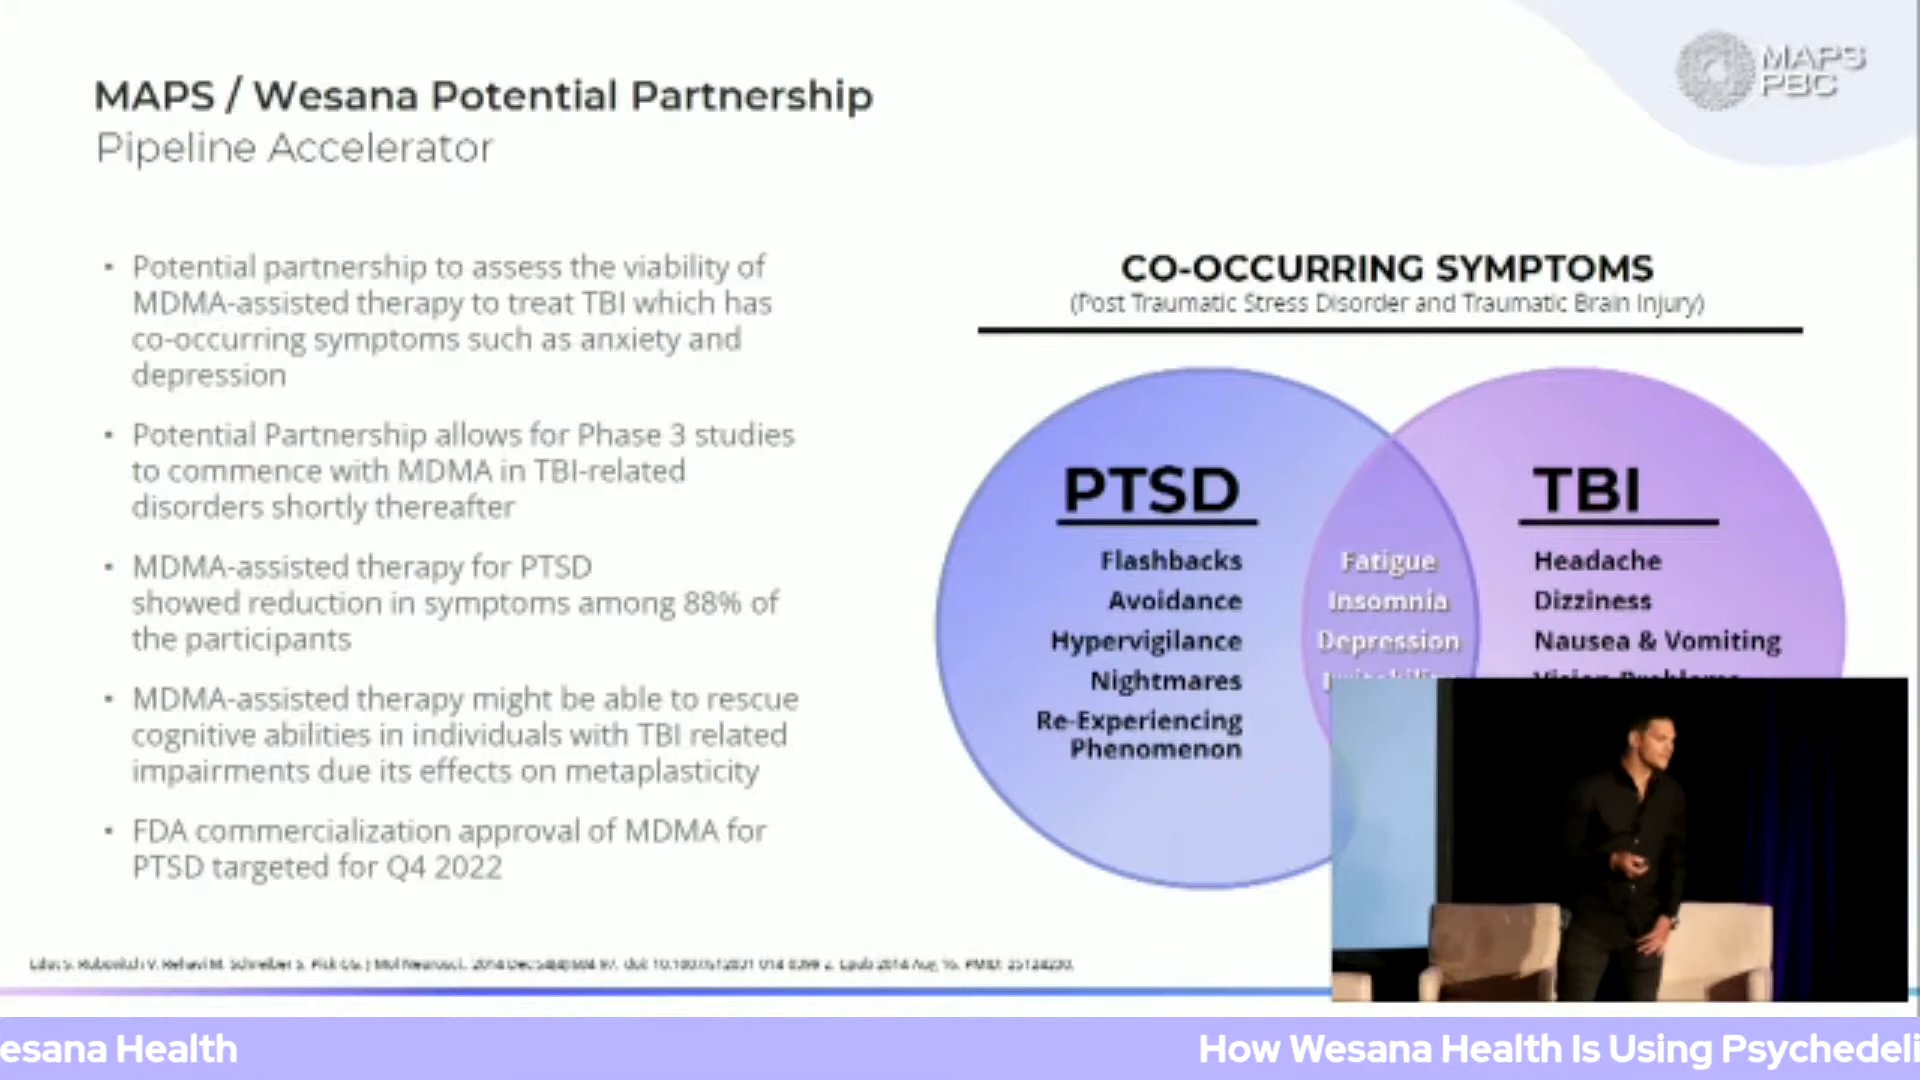 MAPS / Wesana Potential Partnership
Pipeline Accelerator
MAPS
PBC
• Potential partnership to assess the viability of
MDMA-assisted therapy to treat TBI which has
co-occurring symptoms such as anxiety and
depression
• Potential Partnership allows for Phase 3 studies
to commence with MDMA in TBI-related
disorders shortly thereafter
• MDMA-assisted therapy for PTSD
showed reduction in symptoms among 88% of
the participants
• MDMA-assisted therapy might be able to rescue
cognitive abilities in individuals with TBI related
impairments due its effects on metaplasticity
• FDA commercialization approval of MDMA for
PTSD targeted for Q4 2022
CO-OCCURRING SYMPTOMS
(Post Traumatic Stress Disorder and Traumatic Brain Injury)
PTSD
Flashbacks
Avoidance
Hypervigilance
Nightmares
Re-Experiencing
Phenomenon
Fatigue
Insomnia
Depression
TBI
Headache
Dizziness
Nausea & Vomiting
Vision Problems
esana Health
How Wesana Health Is Using Psychedeli